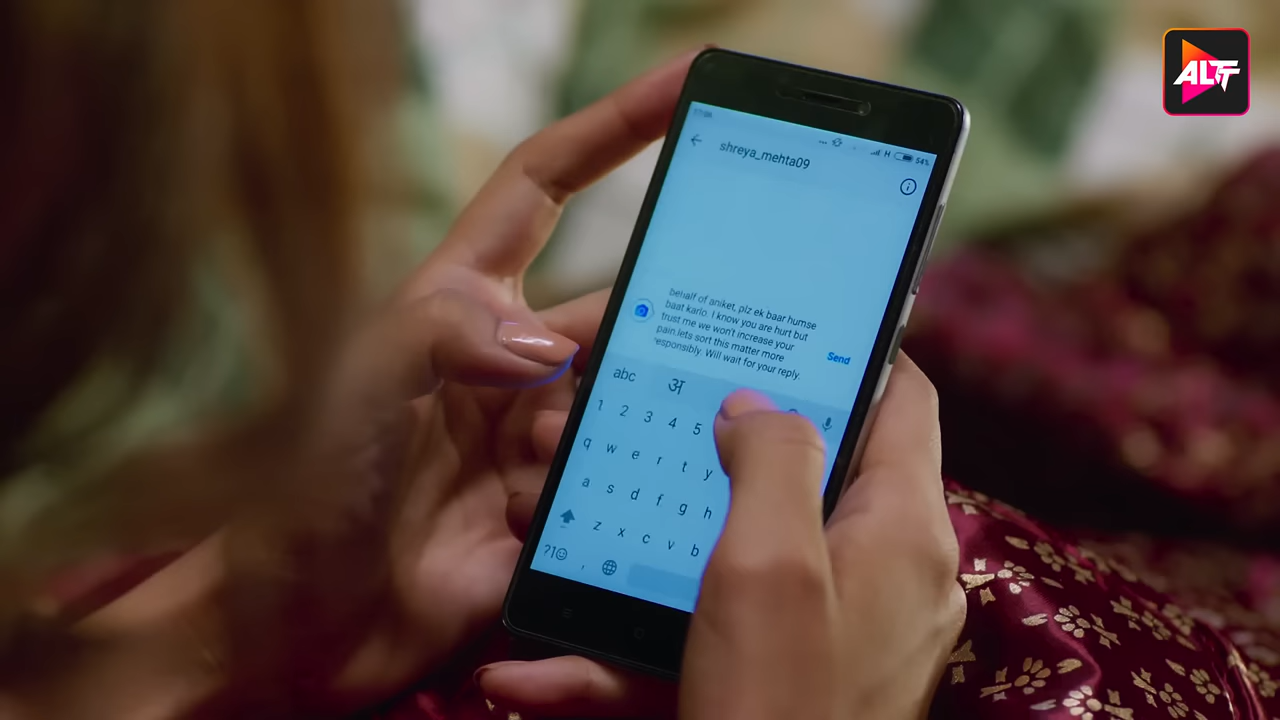 ALTT
54%
shreya_mehta09
behalf of aniket, plz ek baar humse
baat karlo. I know you are hurt but
trust me we won't increase your
pain.lets sort this matter more
responsibly. Will wait for your reply.
Send
abc अ
1 2 3 4 5
q w e r t y
a s d f g h
z x c v b
?1☺ ,